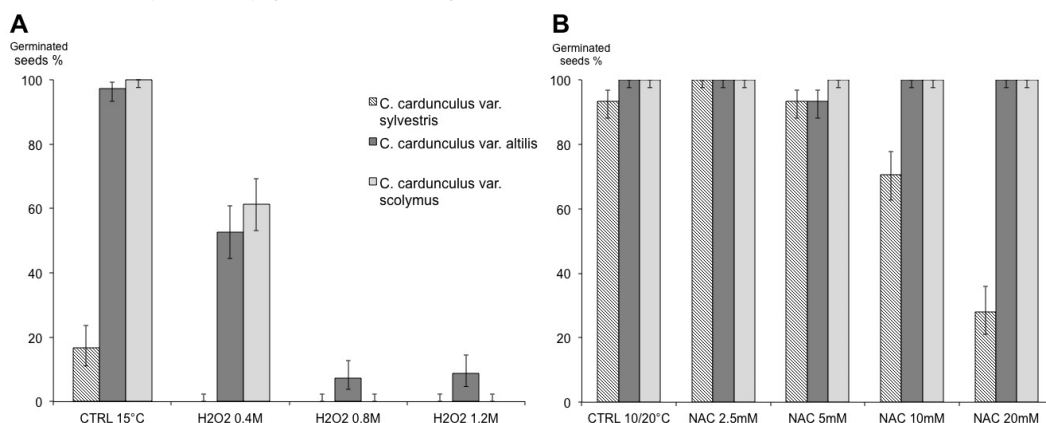 A
Germinated
seeds %
100
80
60
40
20
0
C. cardunculus var.
sylvestris
C. cardunculus var. altilis
C. cardunculus var.
scolymus
CTRL 15°C H2O2 0.4M H2O2 0.8M H2O2 1.2M
B
Germinated
seeds %
100
80
60
40
20
0
CTRL 10/20°C NAC 2.5mM NAC 5mM NAC 10mM NAC 20mM